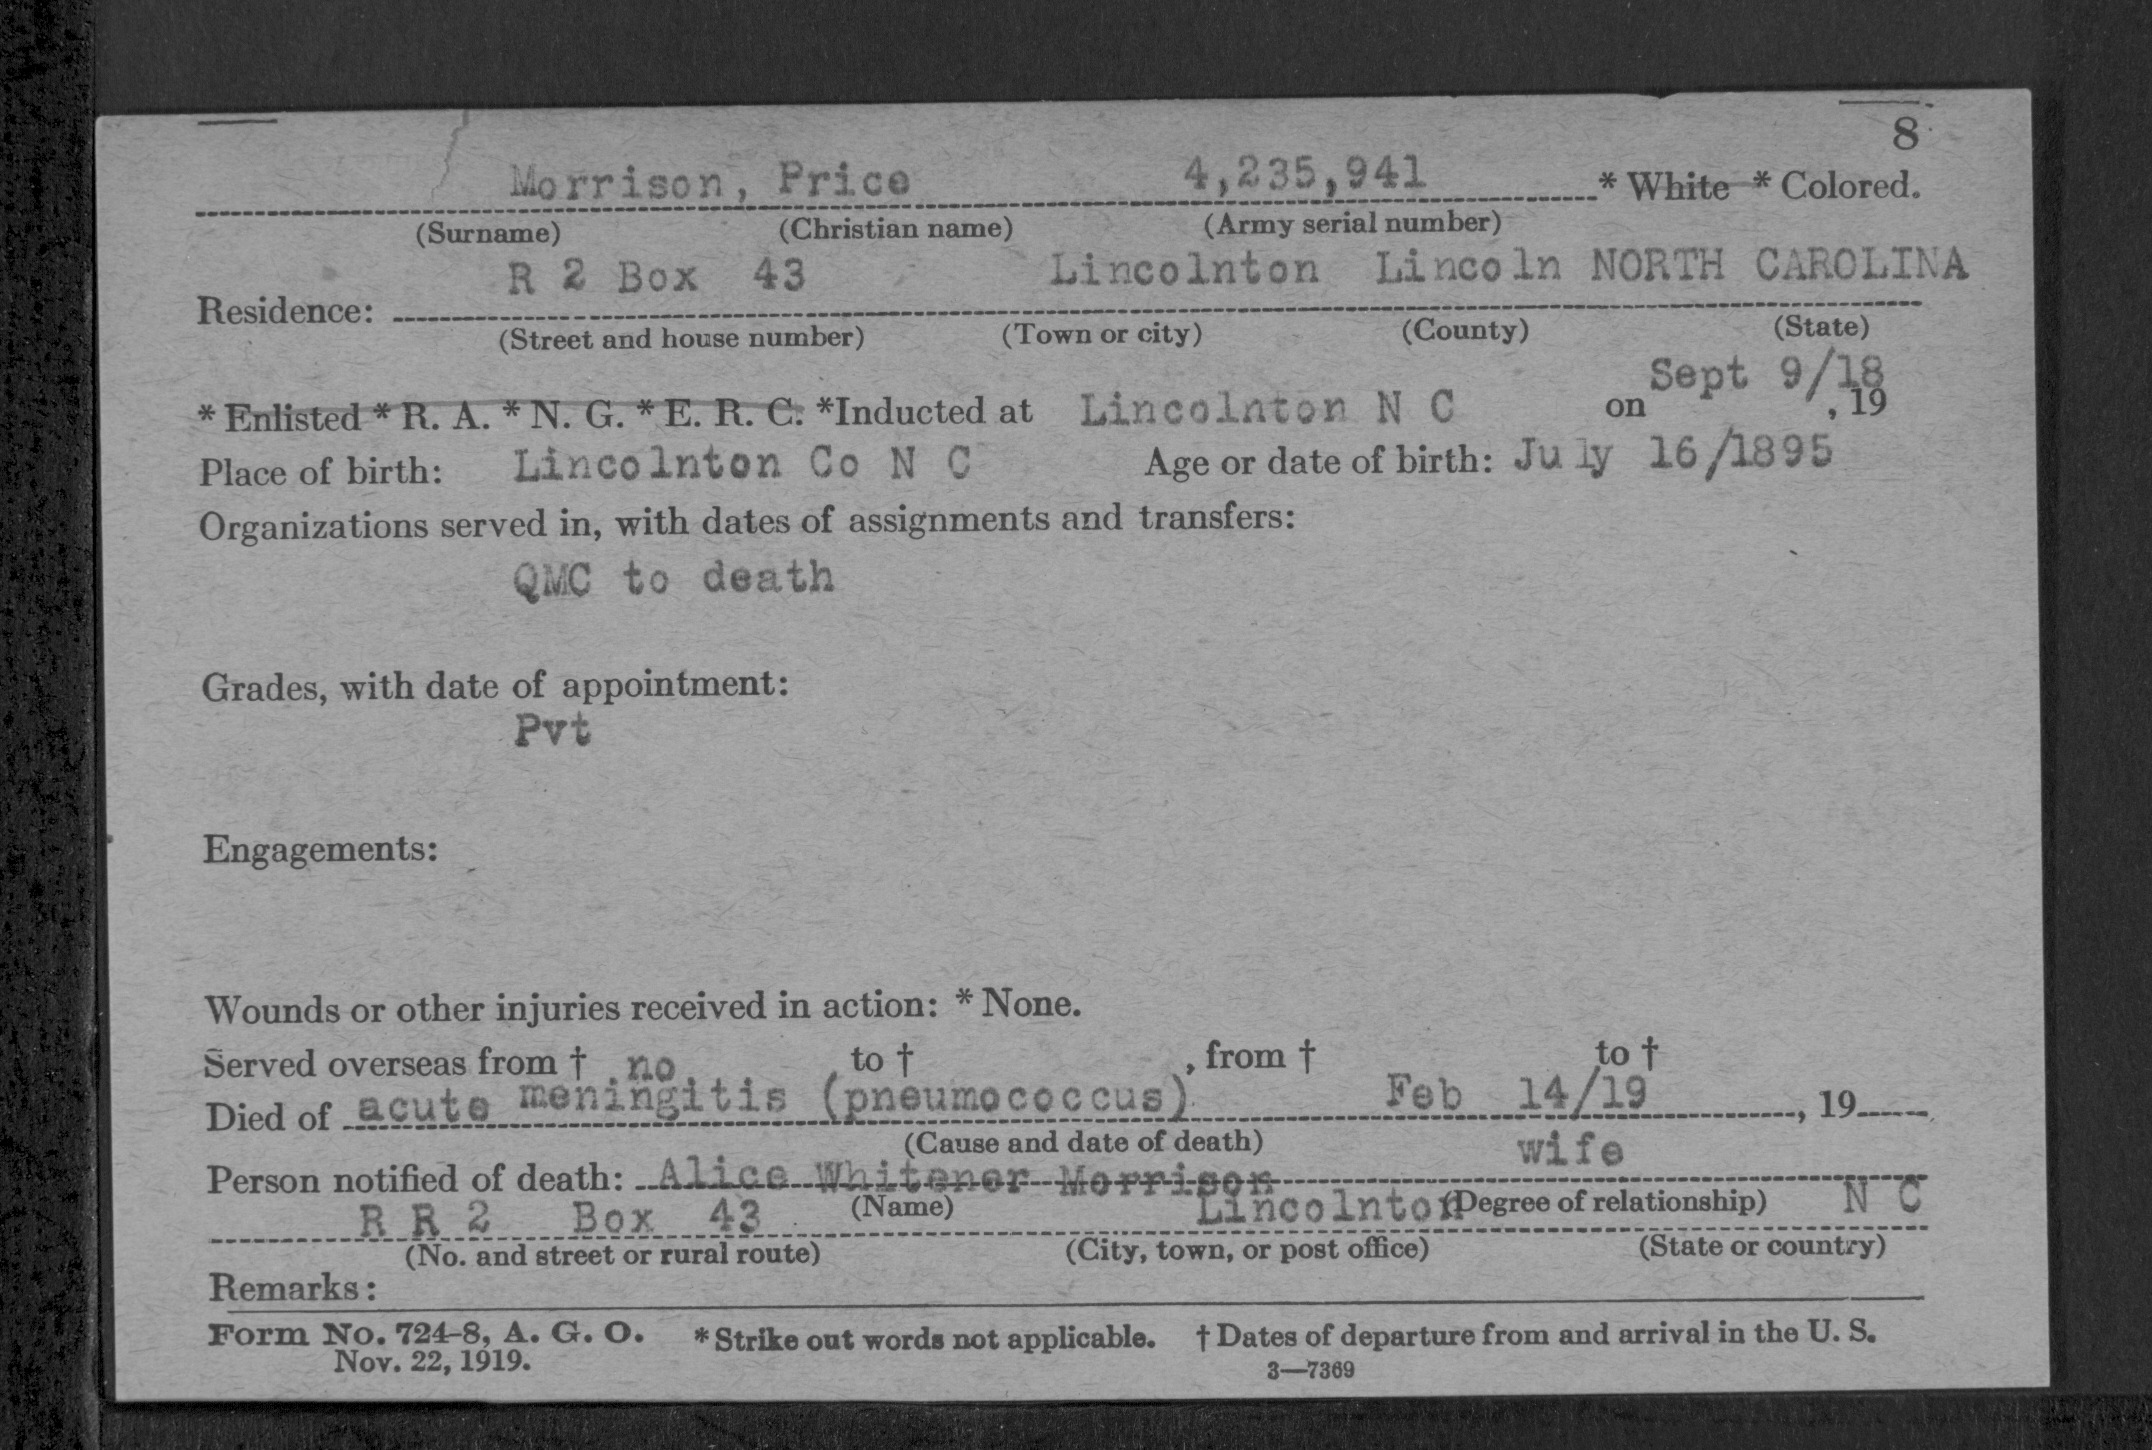 8
Morrison, Price 4,235,941 * White * Colored.
(Surname) (Christian name) (Army serial number)
R 2 Box 43 Lincolnton Lincoln NORTH CAROLINA
Residence:
(Street and house number) (Town or city) (County) (State)
Sept 9/18
* Enlisted * R. A. * N. G. * E. R. C. *Inducted at Lincolnton N C on , 19
Place of birth: Lincolnton Co N C Age or date of birth: July 16/1895
Organizations served in, with dates of assignments and transfers:
QMC to death
Grades, with date of appointment:
Pvt
Engagements:
Wounds or other injuries received in action: * None.
Served overseas from † no to † , from † to †
Died of acute meningitis (pneumococcus) Feb 14/19 , 19
(Cause and date of death)
wife
Person notified of death: Alice Whitener Morrison
(Name) (Degree of relationship)
R R 2 Box 43 Lincolnton N C
(No. and street or rural route) (City, town, or post office) (State or country)
Remarks:
Form No. 724-8, A. G. O. * Strike out words not applicable. † Dates of departure from and arrival in the U. S.
Nov. 22, 1919. 3—7369